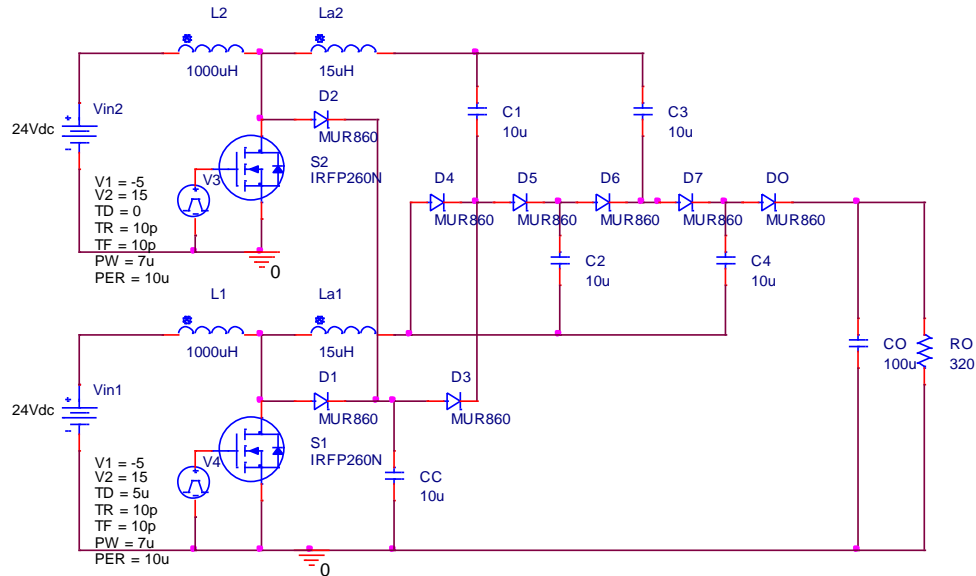 L2
La2
1000uH
15uH
Vin2
24Vdc
D2
MUR860
C1
10u
C3
10u
S2
IRFP260N
V3
V1 = -5
V2 = 15
TD = 0
TR = 10p
TF = 10p
PW = 7u
PER = 10u
0
D4
MUR860
D5
MUR860
D6
MUR860
D7
MUR860
DO
MUR860
C2
10u
C4
10u
L1
La1
1000uH
15uH
Vin1
24Vdc
D1
MUR860
D3
MUR860
CO
100u
RO
320
S1
IRFP260N
V4
CC
10u
V1 = -5
V2 = 15
TD = 5u
TR = 10p
TF = 10p
PW = 7u
PER = 10u
0